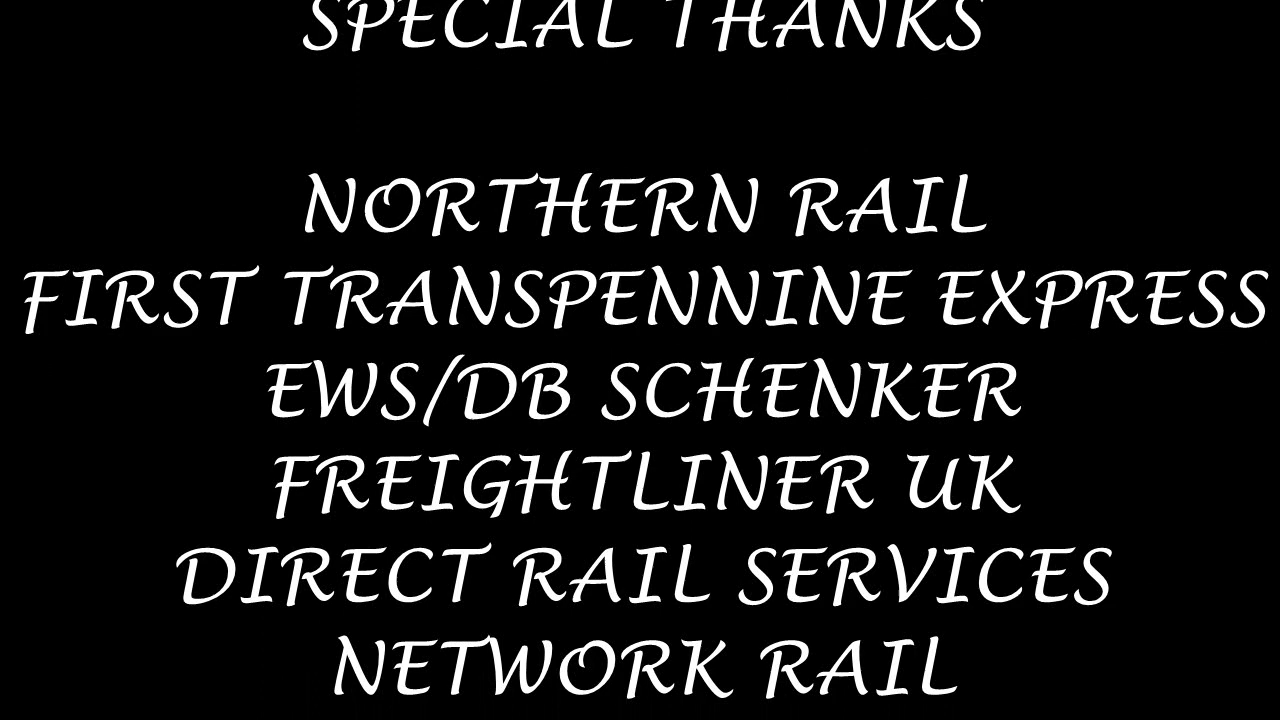 SPECIAL THANKS
NORTHERN RAIL
FIRST TRANSPENNINE EXPRESS
EWS/DB SCHENKER
FREIGHTLINER UK
DIRECT RAIL SERVICES
NETWORK RAIL